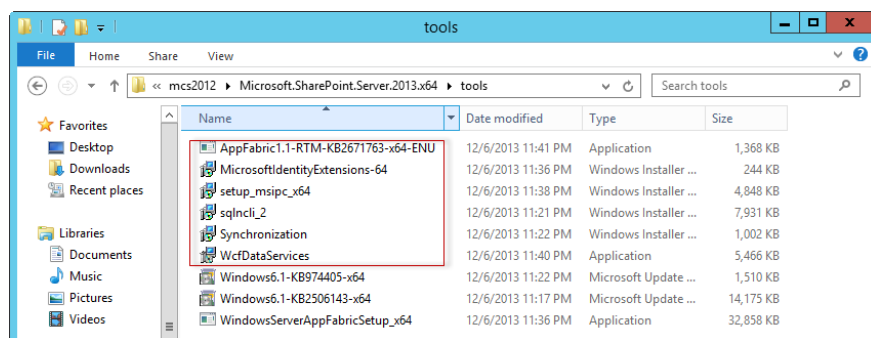 tools
File Home Share View
« mcs2012 Microsoft.SharePoint.Server.2013.x64 tools Search tools
Favorites
Desktop
Downloads
Recent places
Libraries
Documents
Music
Pictures
Videos
Name Date modified Type Size
AppFabric1.1-RTM-KB2671763-x64-ENU 12/6/2013 11:41 PM Application 1,368 KB
MicrosoftIdentityExtensions-64 12/6/2013 11:36 PM Windows Installer ... 244 KB
setup_msipc_x64 12/6/2013 11:38 PM Windows Installer ... 4,848 KB
sqlncli_2 12/6/2013 11:21 PM Windows Installer ... 7,931 KB
Synchronization 12/6/2013 11:22 PM Windows Installer ... 1,002 KB
WcfDataServices 12/6/2013 11:40 PM Application 5,466 KB
Windows6.1-KB974405-x64 12/6/2013 11:22 PM Microsoft Update ... 1,510 KB
Windows6.1-KB2506143-x64 12/6/2013 11:17 PM Microsoft Update ... 14,175 KB
WindowsServerAppFabricSetup_x64 12/6/2013 11:36 PM Application 32,858 KB